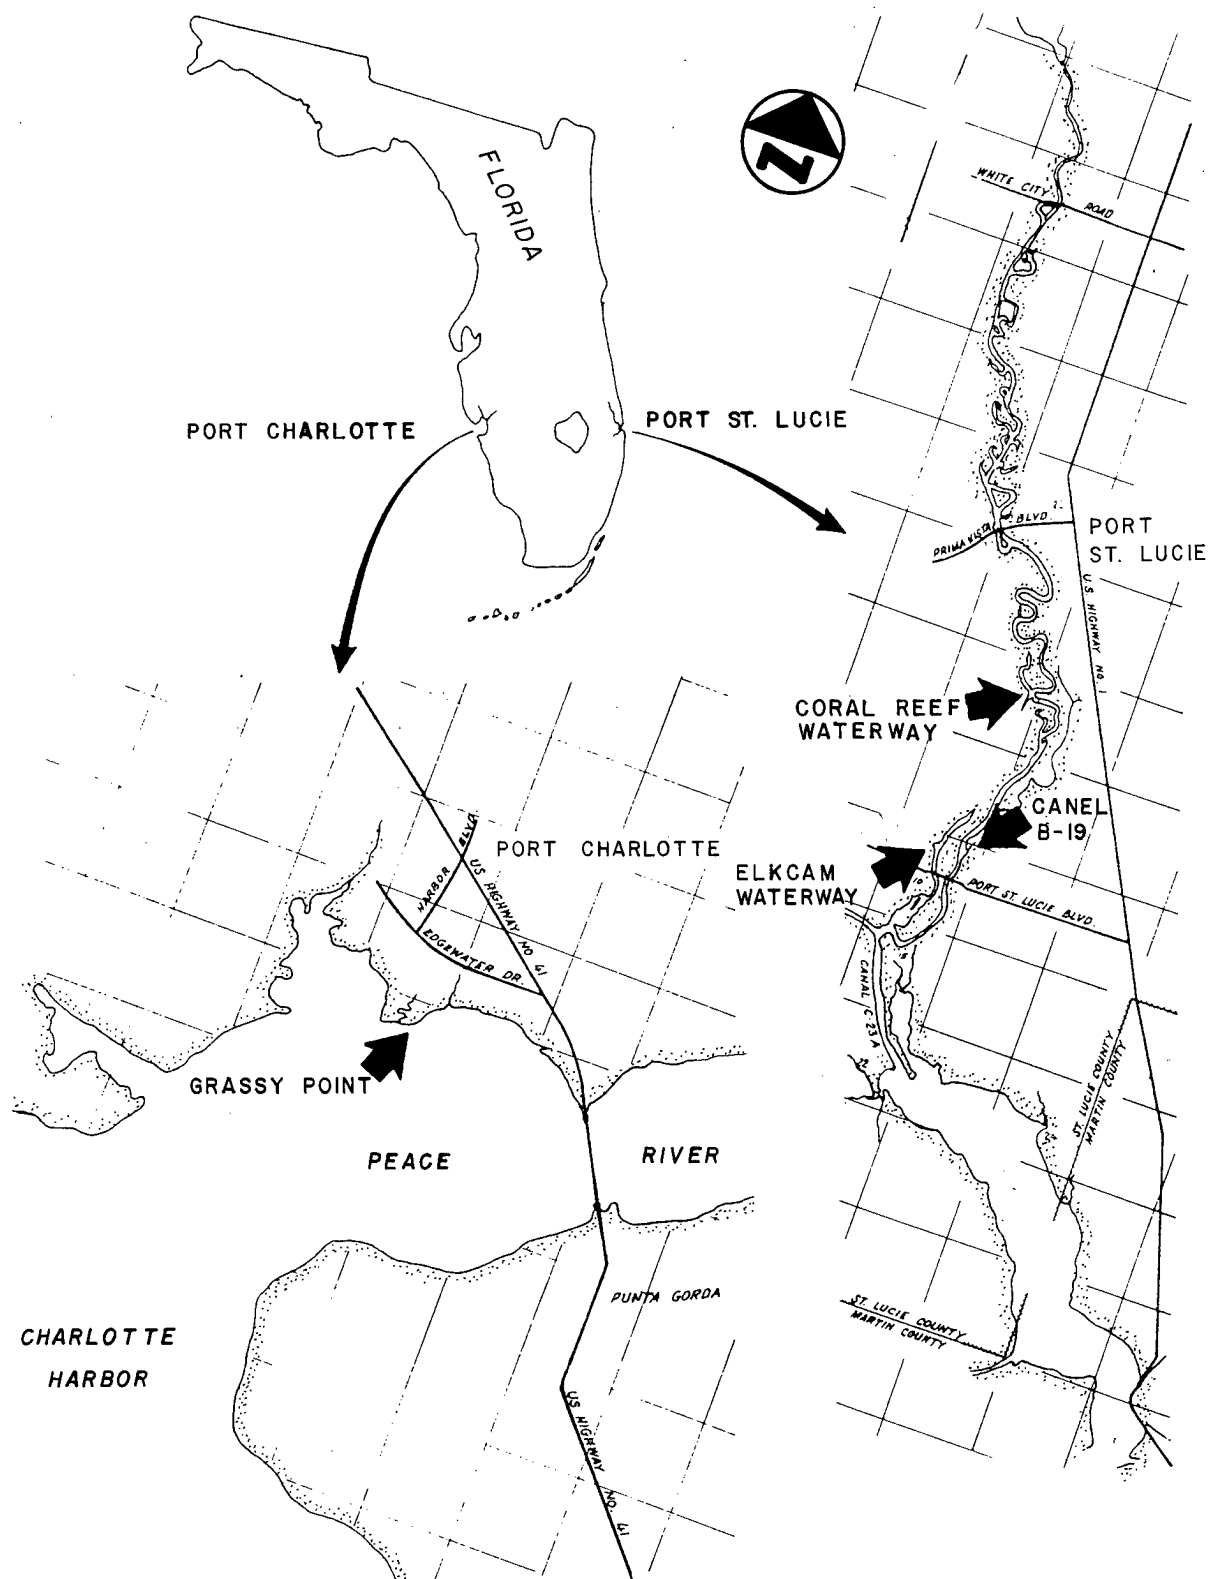 FLORIDA
N
WHITE CITY ROAD
PORT CHARLOTTE
PORT ST. LUCIE
PRIMA VISTA BLVD.
PORT
ST. LUCIE
U.S. HIGHWAY NO. 1
CORAL REEF
WATERWAY
CANEL
B-19
ELKCAM
WATERWAY
PORT ST. LUCIE BLVD.
CANAL C-23A
ST. LUCIE COUNTY
MARTIN COUNTY
ST. LUCIE COUNTY
MARTIN COUNTY
HARBOR BLVD.
PORT CHARLOTTE
US HIGHWAY NO 41
EDGEWATER DR.
GRASSY POINT
PEACE RIVER
PUNTA GORDA
CHARLOTTE
HARBOR
US HIGHWAY NO. 41